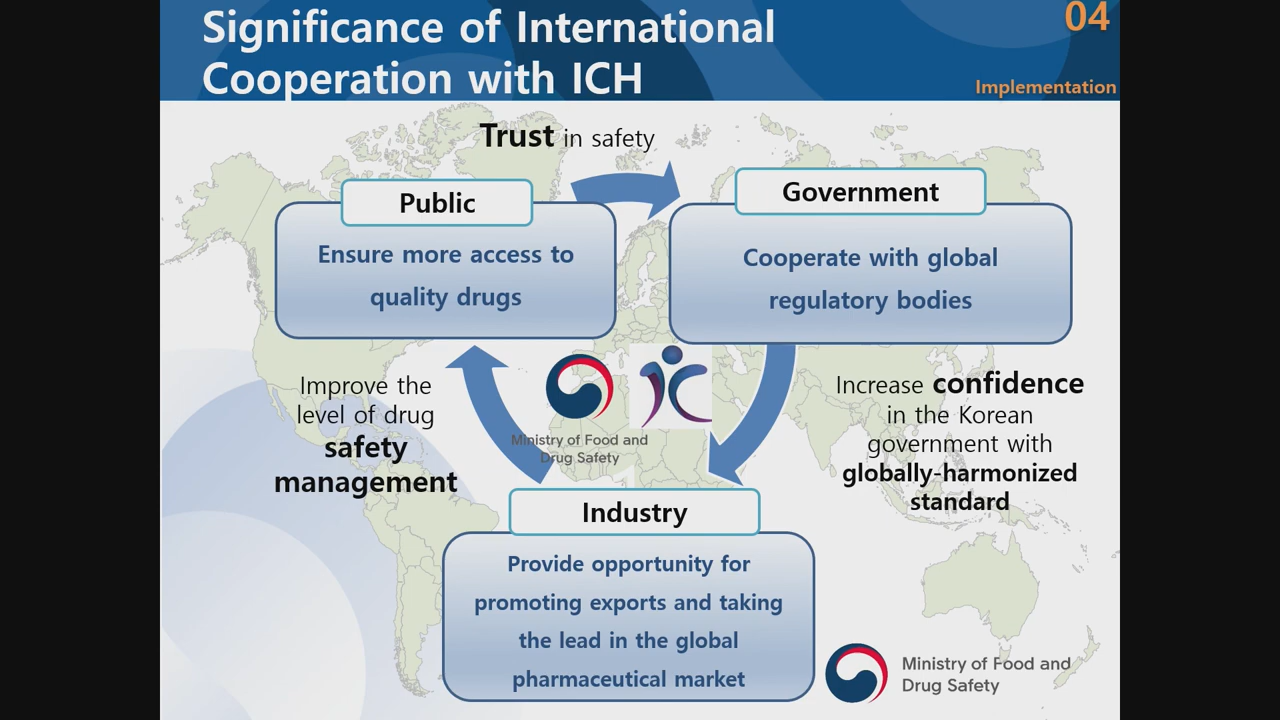 Significance of International
Cooperation with ICH
04
Implementation
Trust in safety
Public
Ensure more access to
quality drugs
Government
Cooperate with global
regulatory bodies
Improve the
level of drug
safety
management
Ministry of Food and
Drug Safety
Increase confidence
in the Korean
government with
globally-harmonized
standard
Industry
Provide opportunity for
promoting exports and taking
the lead in the global
pharmaceutical market
Ministry of Food and
Drug Safety